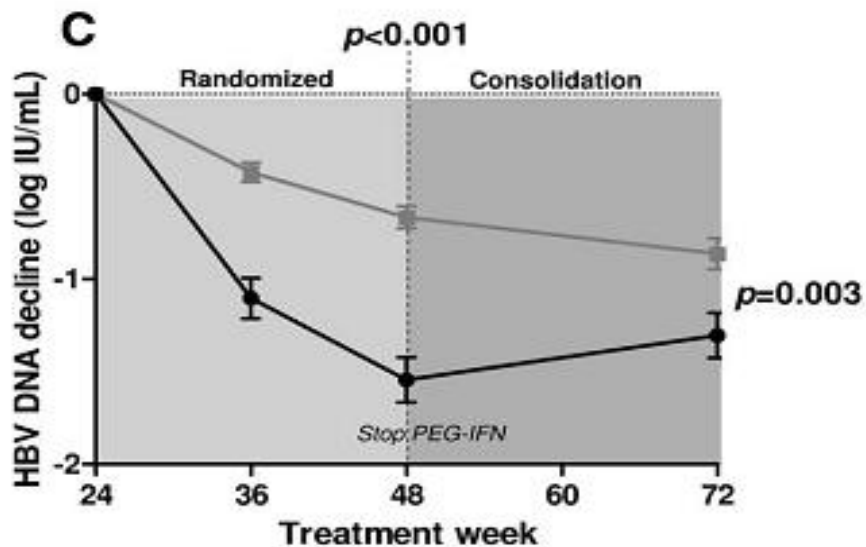 C
p<0.001
Randomized
Consolidation
HBV DNA decline (log IU/mL)
0
-1
-2
p=0.003
Stop PEG-IFN
24 36 48 60 72
Treatment week